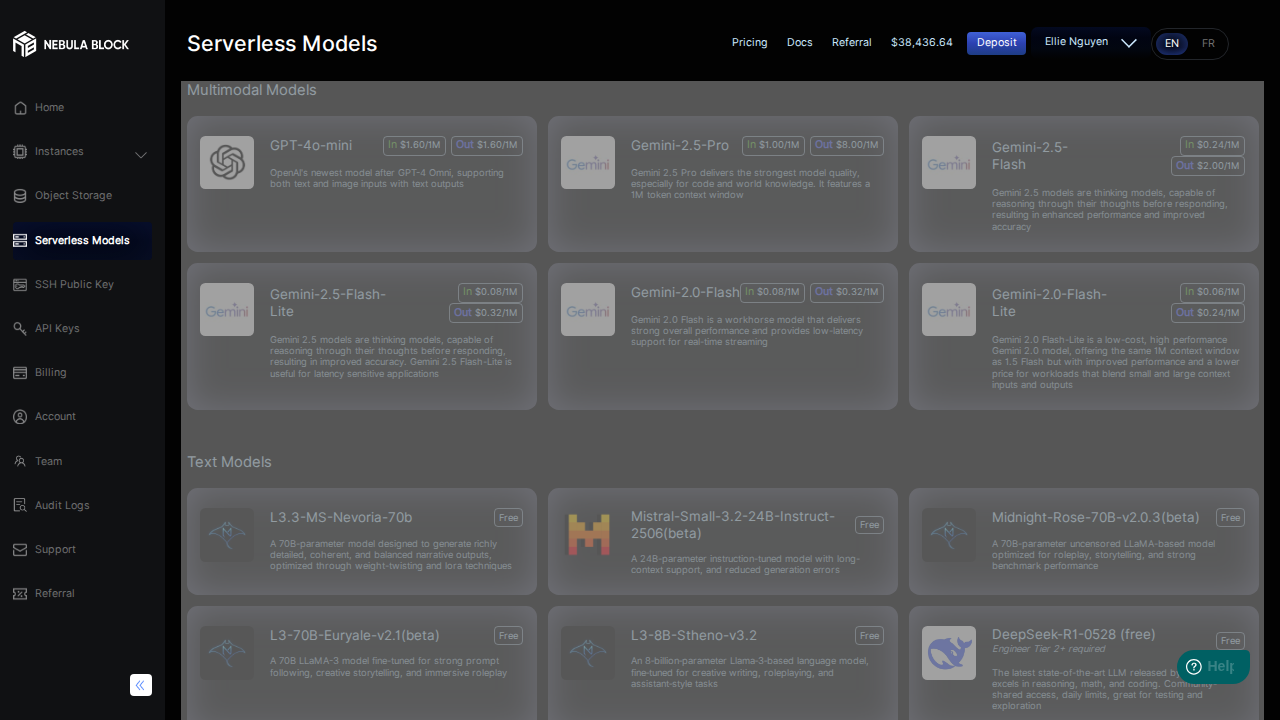 NEBULA BLOCK
Serverless Models
Pricing
Docs
Referral
$38,436.64
Deposit
Ellie Nguyen
EN
FR
Home
Instances
Object Storage
Serverless Models
SSH Public Key
API Keys
Billing
Account
Team
Audit Logs
Support
Referral
Multimodal Models
GPT-4o-mini
In $1.60/1M
Out $1.60/1M
OpenAI's newest model after GPT-4 Omni, supporting
both text and image inputs with text outputs
Gemini
Gemini-2.5-Pro
In $1.00/1M
Out $8.00/1M
Gemini 2.5 Pro delivers the strongest model quality,
especially for code and world knowledge. It features a
1M token context window
Gemini
Gemini-2.5-
Flash
In $0.24/1M
Out $2.00/1M
Gemini 2.5 models are thinking models, capable of
reasoning through their thoughts before responding,
resulting in enhanced performance and improved
accuracy
Gemini
Gemini-2.5-Flash-
Lite
In $0.08/1M
Out $0.32/1M
Gemini 2.5 models are thinking models, capable of
reasoning through their thoughts before responding,
resulting in improved accuracy. Gemini 2.5 Flash-Lite is
useful for latency sensitive applications
Gemini
Gemini-2.0-Flash
In $0.08/1M
Out $0.32/1M
Gemini 2.0 Flash is a workhorse model that delivers
strong overall performance and provides low-latency
support for real-time streaming
Gemini
Gemini-2.0-Flash-
Lite
In $0.06/1M
Out $0.24/1M
Gemini 2.0 Flash-Lite is a low-cost, high performance
Gemini 2.0 model, offering the same 1M context window
as 1.5 Flash but with improved performance and a lower
price for workloads that blend small and large context
inputs and outputs
Text Models
L3.3-MS-Nevoria-70b
Free
A 70B-parameter model designed to generate richly
detailed, coherent, and balanced narrative outputs,
optimized through weight-twisting and lora techniques
Mistral-Small-3.2-24B-Instruct-
2506(beta)
Free
A 24B-parameter instruction-tuned model with long-
context support, and reduced generation errors
Midnight-Rose-70B-v2.0.3(beta)
Free
A 70B-parameter uncensored LLaMA-based model
optimized for roleplay, storytelling, and strong
benchmark performance
L3-70B-Euryale-v2.1(beta)
Free
A 70B LLaMA-3 model fine-tuned for strong prompt
following, creative storytelling, and immersive roleplay
L3-8B-Stheno-v3.2
Free
An 8-billion-parameter Llama-3-based language model,
fine-tuned for creative writing, roleplaying, and
assistant-style tasks
DeepSeek-R1-0528 (free)
Engineer Tier 2+ required
Free
The latest state-of-the-art LLM released by
excels in reasoning, math, and coding.
shared access, daily limits, great for testing and
exploration
Help